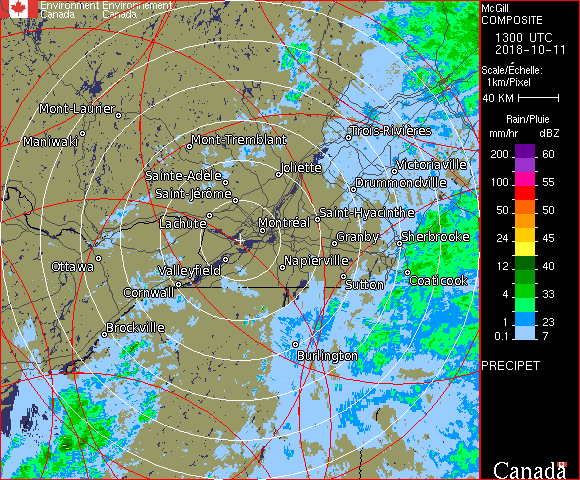 Environment Environnement
Canada Canada
McGill
COMPOSITE
1300 UTC
2018-10-11
Scale/Échelle:
1km/Pixel
40 KM
Rain/Pluie
mm/hr dBZ
200 60
100 55
50 50
24 45
12 40
4 33
1 23
0.1 7
PRECIPET
Canada
Mont-Laurier
Maniwaki
Mont-Tremblant
Trois-Rivières
Joliette
Victoriaville
Sainte-Adèle
Drummondville
Saint-Jérôme
Saint-Hyacinthe
Lachute
Montréal
Granby
Sherbrooke
Ottawa
Valleyfield
Napierville
Coaticook
Sutton
Cornwall
Brockville
Burlington